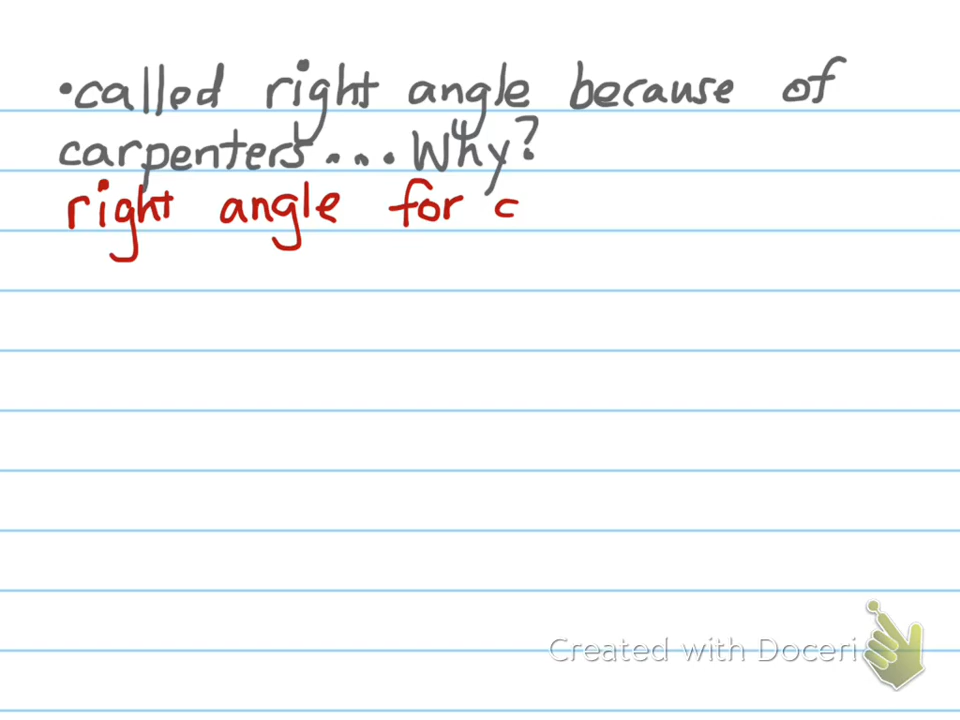 •called right angle because of
carpenters... Why?
right angle for c
Created with Doceri